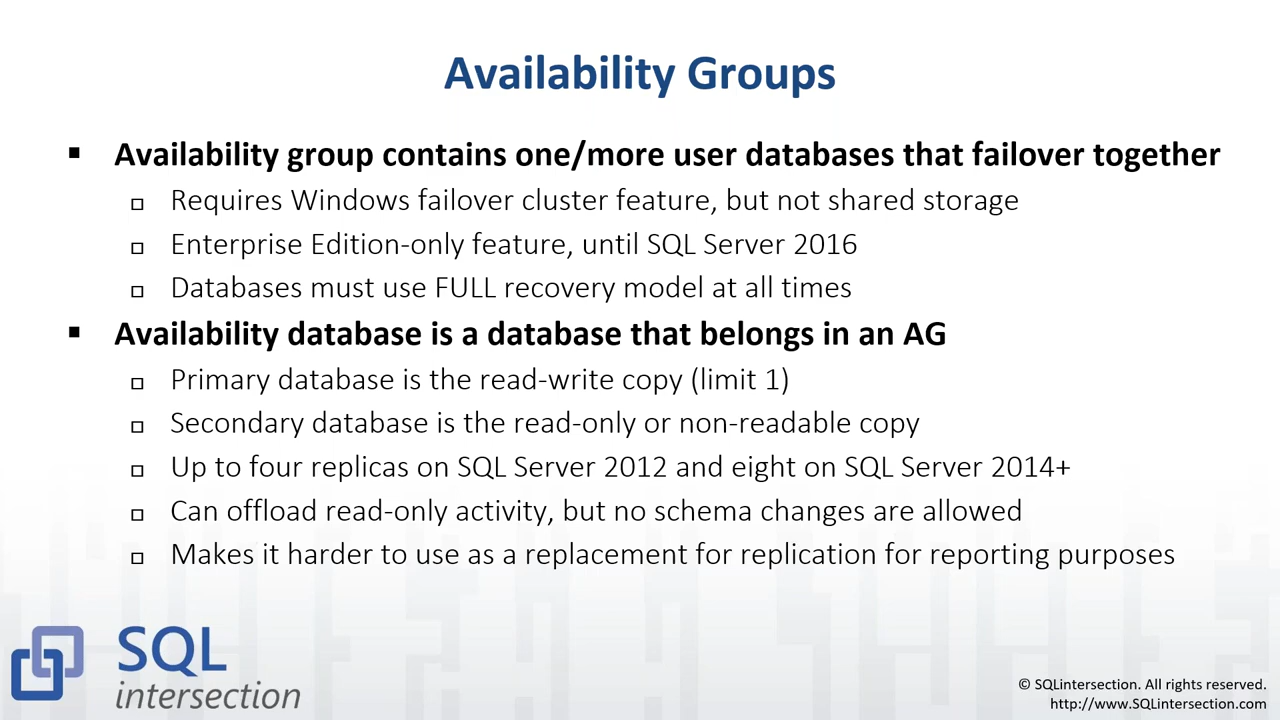 Availability Groups
▪ Availability group contains one/more user databases that failover together
▫ Requires Windows failover cluster feature, but not shared storage
▫ Enterprise Edition-only feature, until SQL Server 2016
▫ Databases must use FULL recovery model at all times
▪ Availability database is a database that belongs in an AG
▫ Primary database is the read-write copy (limit 1)
▫ Secondary database is the read-only or non-readable copy
▫ Up to four replicas on SQL Server 2012 and eight on SQL Server 2014+
▫ Can offload read-only activity, but no schema changes are allowed
▫ Makes it harder to use as a replacement for replication for reporting purposes
SQL
intersection
© SQLintersection. All rights reserved.
http://www.SQLintersection.com